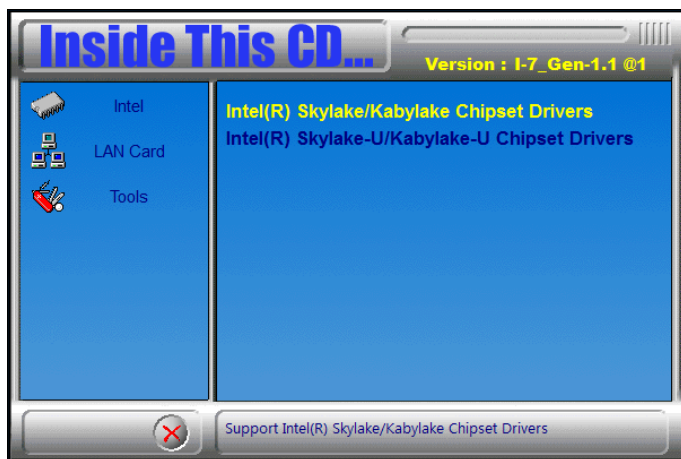 Inside This CD...
Version : I-7_Gen-1.1 @1
Intel
LAN Card
Tools
Intel(R) Skylake/Kabylake Chipset Drivers
Intel(R) Skylake-U/Kabylake-U Chipset Drivers
Support Intel(R) Skylake/Kabylake Chipset Drivers